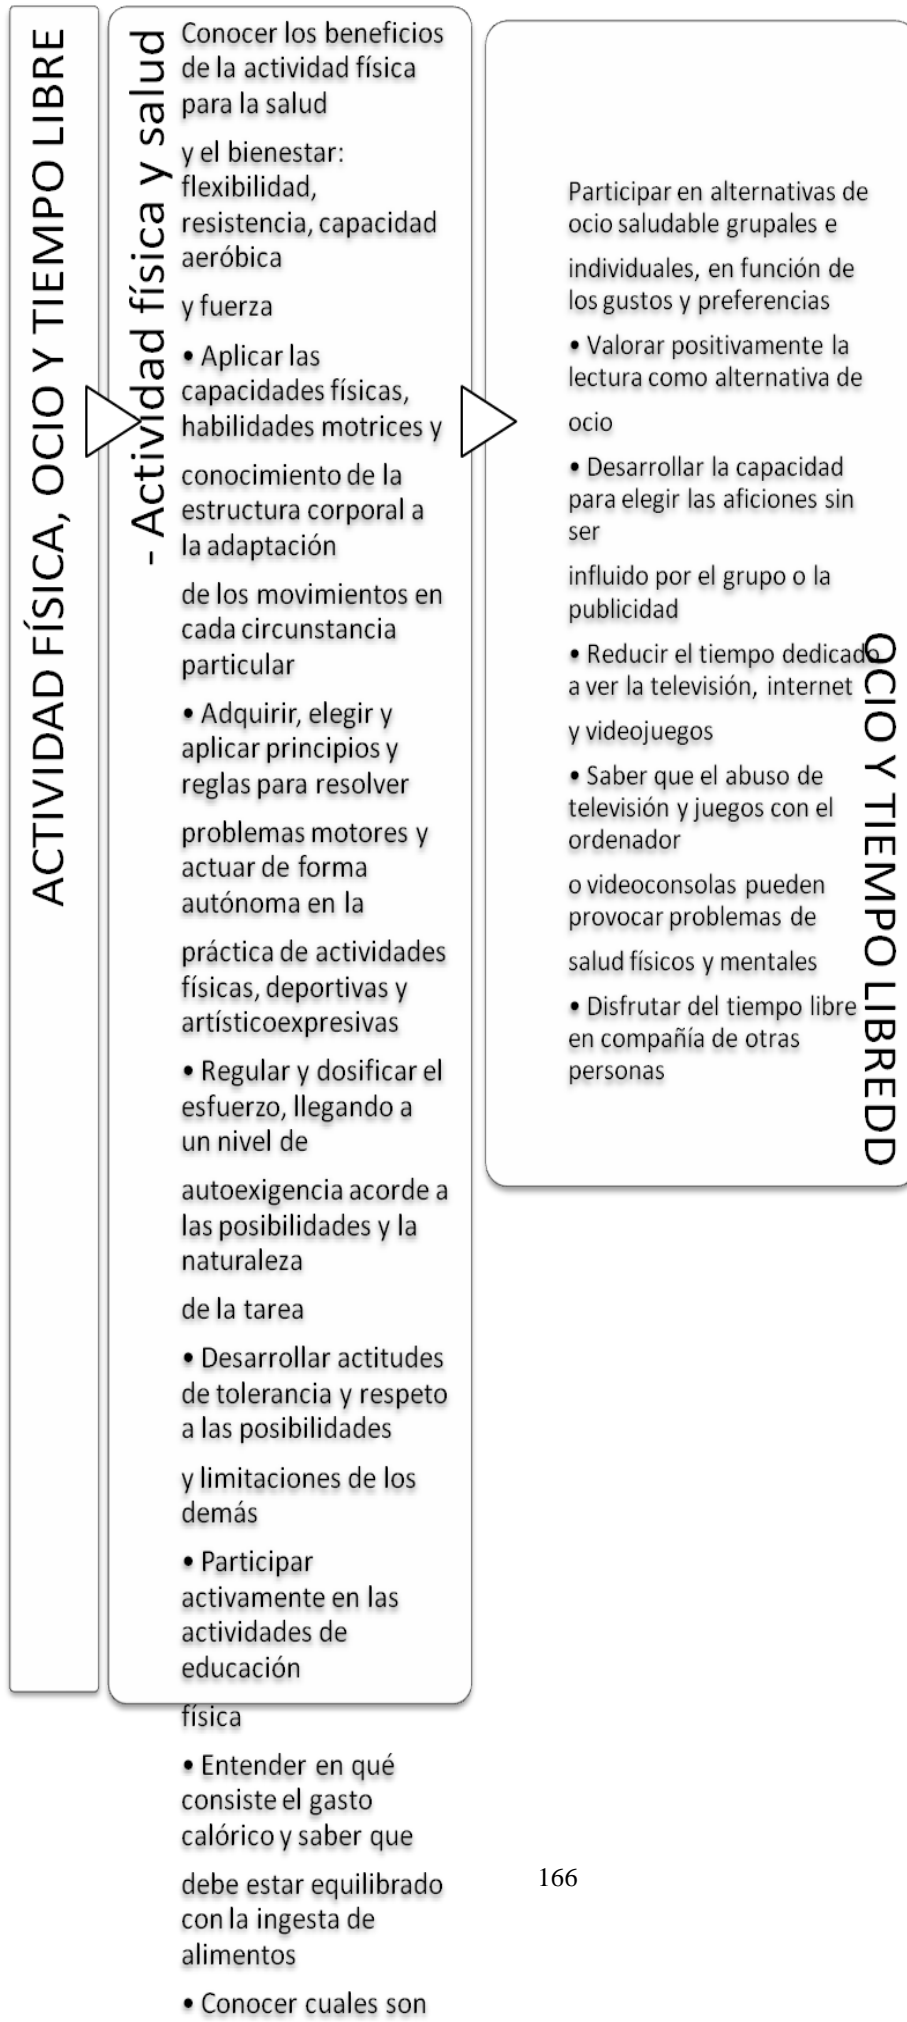 ACTIVIDAD FÍSICA, OCIO Y TIEMPO LIBRE
- Actividad física y salud
Conocer los beneficios
de la actividad física
para la salud
y el bienestar:
flexibilidad,
resistencia, capacidad
aeróbica
y fuerza
• Aplicar las
capacidades físicas,
habilidades motrices y
conocimiento de la
estructura corporal a
la adaptación
de los movimientos en
cada circunstancia
particular
• Adquirir, elegir y
aplicar principios y
reglas para resolver
problemas motores y
actuar de forma
autónoma en la
práctica de actividades
físicas, deportivas y
artísticoexpresivas
• Regular y dosificar el
esfuerzo, llegando a
un nivel de
autoexigencia acorde a
las posibilidades y la
naturaleza
de la tarea
• Desarrollar actitudes
de tolerancia y respeto
a las posibilidades
y limitaciones de los
demás
• Participar
activamente en las
actividades de
educación
física
• Entender en qué
consiste el gasto
calórico y saber que
debe estar equilibrado
con la ingesta de
alimentos
• Conocer cuales son
Participar en alternativas de
ocio saludable grupales e
individuales, en función de
los gustos y preferencias
• Valorar positivamente la
lectura como alternativa de
ocio
• Desarrollar la capacidad
para elegir las aficiones sin
ser
influido por el grupo o la
publicidad
• Reducir el tiempo dedicado
a ver la televisión, internet
y videojuegos
• Saber que el abuso de
televisión y juegos con el
ordenador
o videoconsolas pueden
provocar problemas de
salud físicos y mentales
• Disfrutar del tiempo libre
en compañía de otras
personas
OCIO Y TIEMPO LIBREDD
166